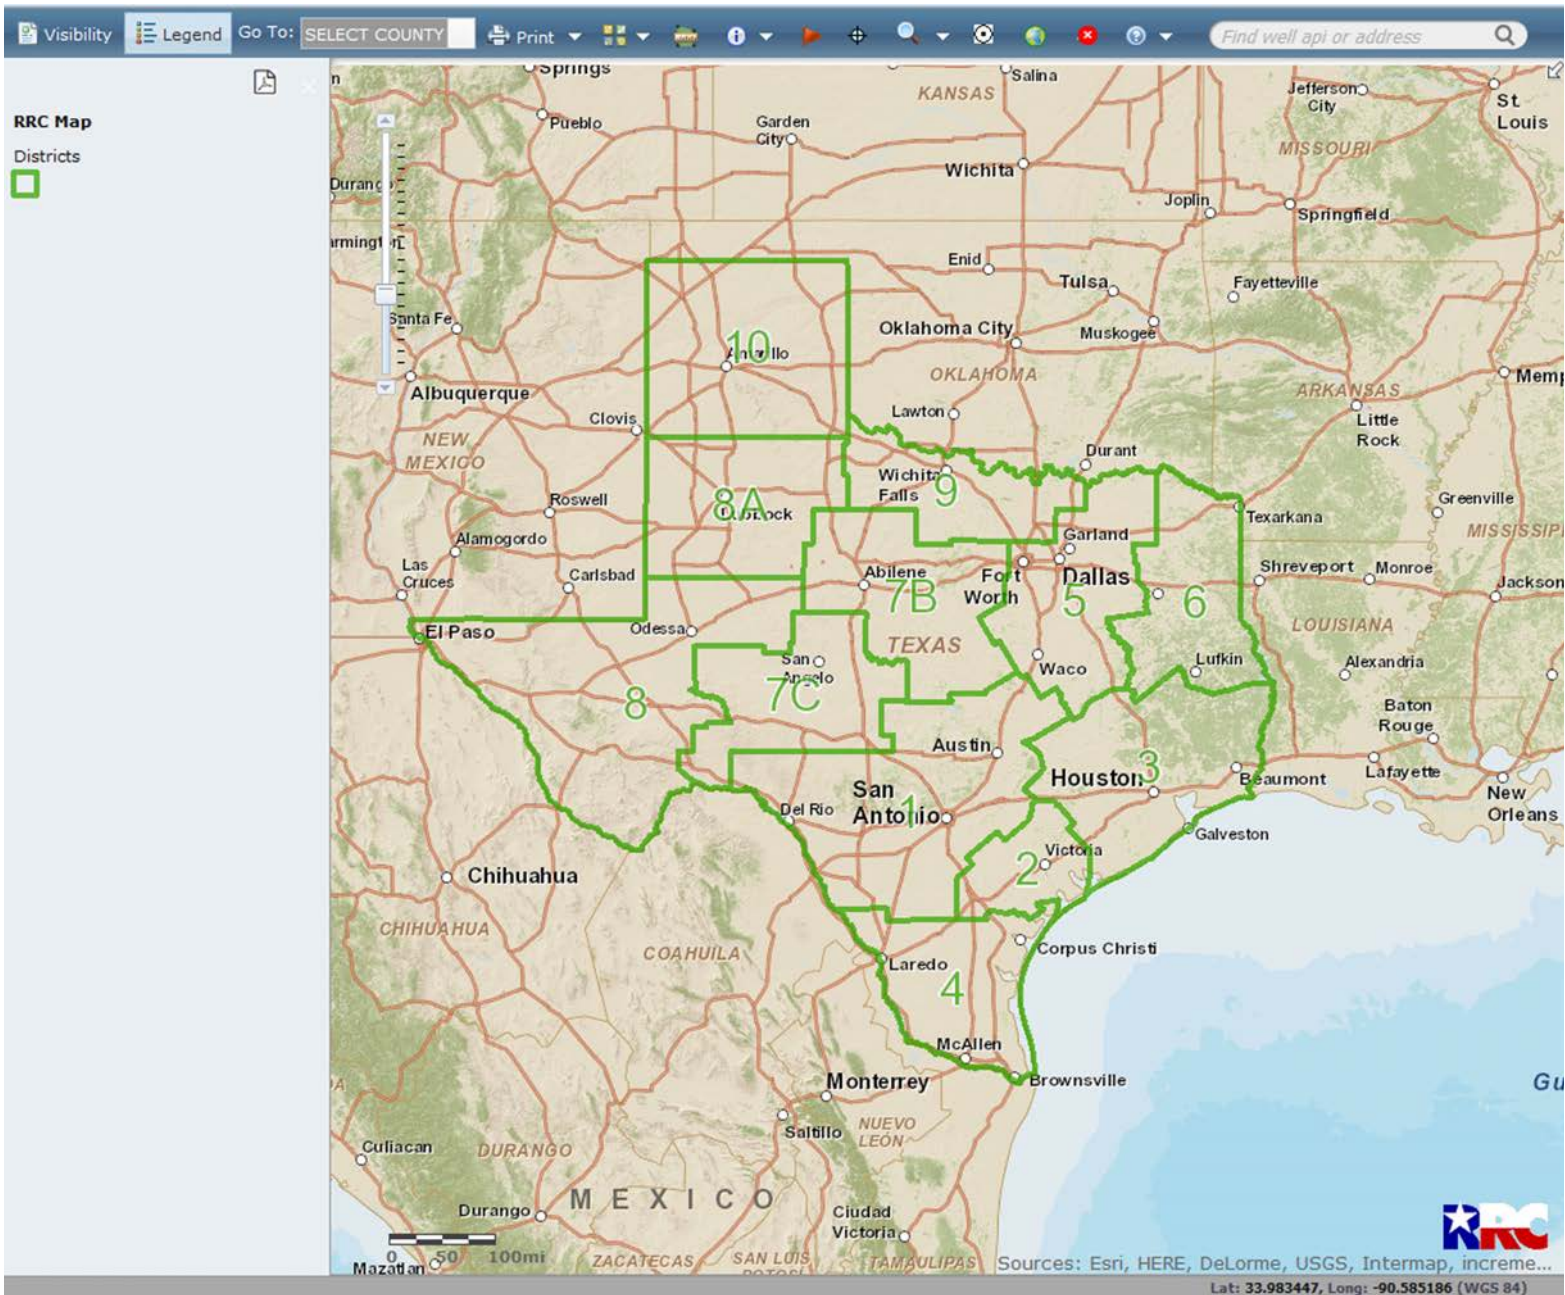 Visibility
Legend
Go To:
SELECT COUNTY
Print
Find well api or address
RRC Map
Districts
Springs
Salina
KANSAS
Jefferson
City
St.
Louis
Pueblo
Garden
City
MISSOURI
Wichita
Durango
Joplin
Springfield
Enid
Tulsa
Fayetteville
Santa Fe
10
Oklahoma City
Muskogee
Albuquerque
OKLAHOMA
ARKANSAS
Lawton
Little
Rock
Clovis
NEW
MEXICO
Durant
Wichita
Falls
9
Roswell
8A
Greenville
Texarkana
Alamogordo
Garland
Las
Cruces
Carlsbad
Abilene
Fort
Worth
Dallas
Shreveport
Monroe
Jackson
7B
5
6
El Paso
Odessa
TEXAS
LOUISIANA
San
Angelo
Waco
Lufkin
Alexandria
8
7C
Baton
Rouge
Austin
3
Houston
Beaumont
Lafayette
New
Orleans
San
Antonio
1
Del Rio
Galveston
Victoria
2
Chihuahua
CHIHUAHUA
COAHUILA
Corpus Christi
Laredo
4
McAllen
Monterrey
Brownsville
Saltillo
NUEVO
LEÓN
Culiacan
DURANGO
MEXICO
Durango
Ciudad
Victoria
RRC
0 50 100mi
Mazatlan
ZACATECAS
SAN LUIS
TAMAULIPAS
Sources: Esri, HERE, DeLorme, USGS, Intermap, increme...
Lat: 33.983447, Long: -90.585186 (WGS 84)